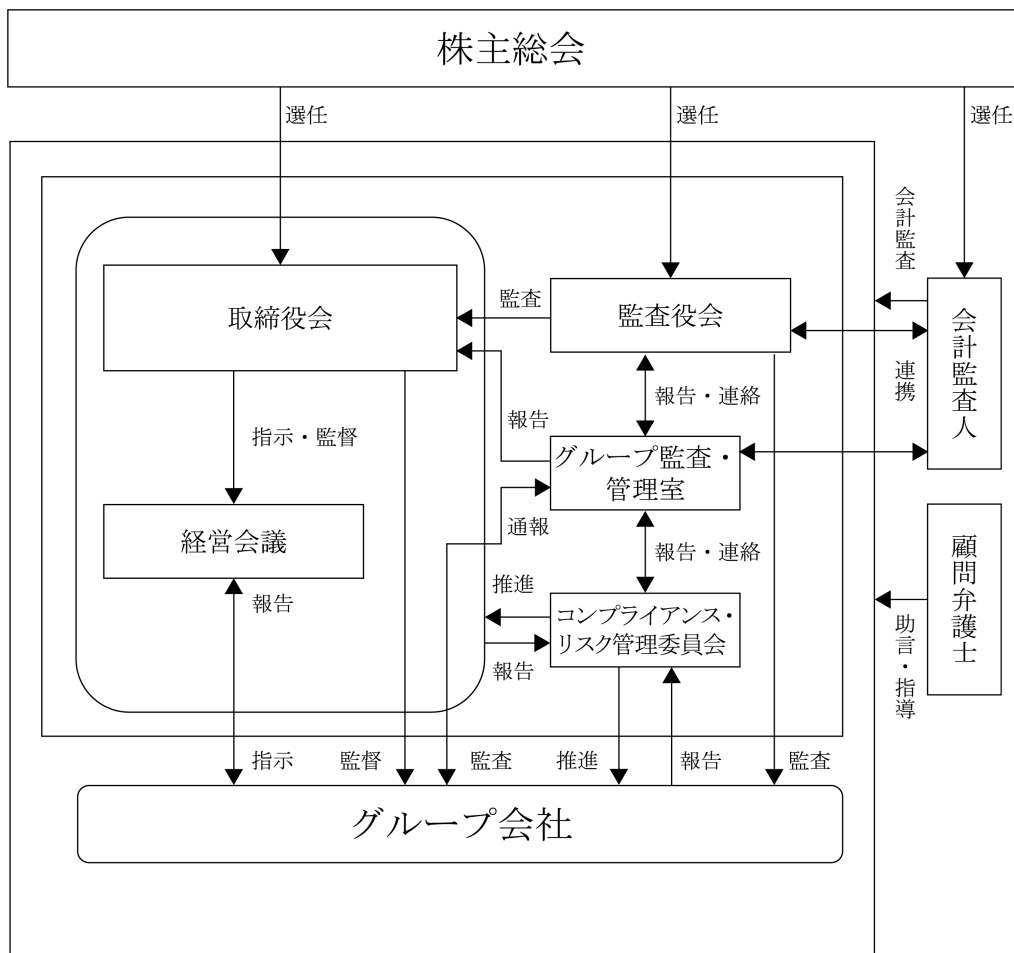 株主総会
選任
選任
選任
会計監査
取締役会
監査
監査役会
会計監査人
連携
報告・連絡
報告
指示・監督
グループ監査・
管理室
通報
経営会議
報告・連絡
顧問弁護士
推進
報告
コンプライアンス・
リスク管理委員会
助言・指導
報告
指示
監督
監査
推進
報告
監査
グループ会社